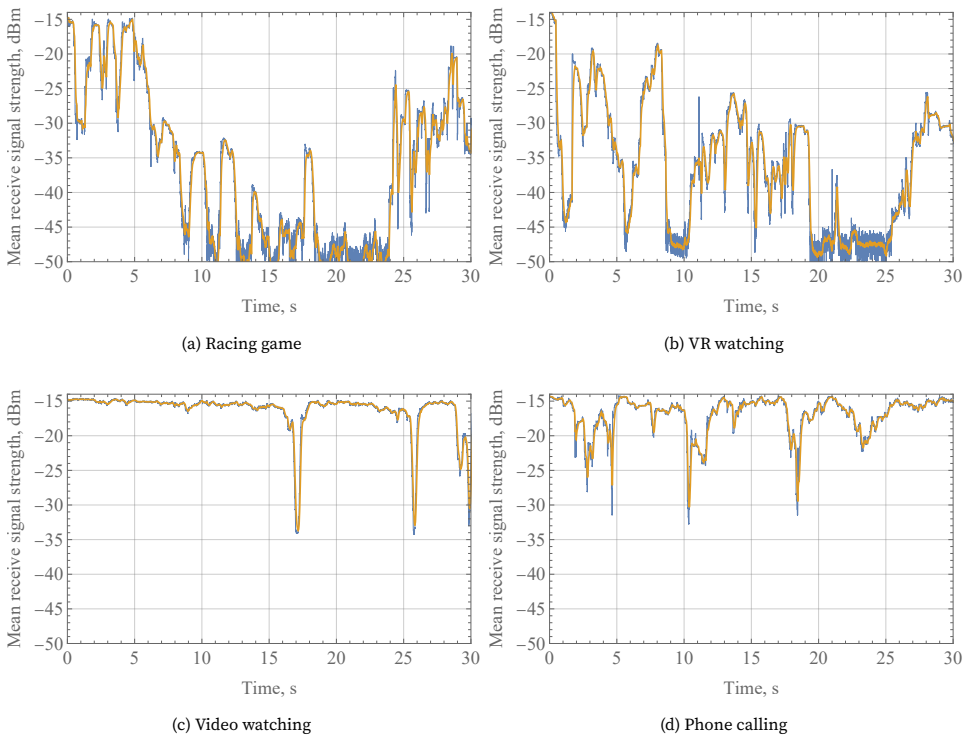 Mean receive signal strength, dBm
−15
−20
−25
−30
−35
−40
−45
−50
0 5 10 15 20 25 30
Time, s
(a) Racing game
Mean receive signal strength, dBm
−15
−20
−25
−30
−35
−40
−45
−50
0 5 10 15 20 25 30
Time, s
(b) VR watching
Mean receive signal strength, dBm
−15
−20
−25
−30
−35
−40
−45
−50
0 5 10 15 20 25 30
Time, s
(c) Video watching
Mean receive signal strength, dBm
−15
−20
−25
−30
−35
−40
−45
−50
0 5 10 15 20 25 30
Time, s
(d) Phone calling